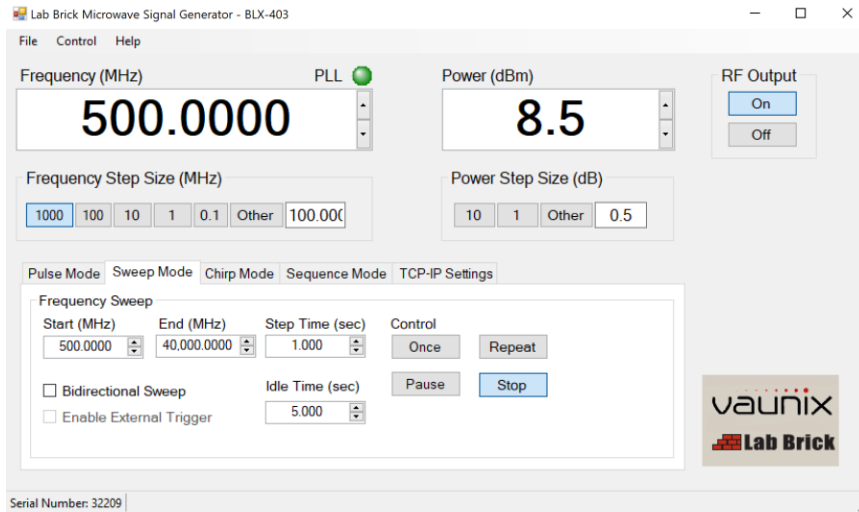 Lab Brick Microwave Signal Generator - BLX-403
File Control Help
Frequency (MHz) PLL Power (dBm) RF Output
500.0000 8.5 On
Off
Frequency Step Size (MHz) Power Step Size (dB)
1000 100 10 1 0.1 Other 100.00( 10 1 Other 0.5
Pulse Mode Sweep Mode Chirp Mode Sequence Mode TCP-IP Settings
Frequency Sweep
Start (MHz) End (MHz) Step Time (sec) Control
500.0000 40,000.0000 1.000 Once Repeat
Bidirectional Sweep Idle Time (sec) Pause Stop
Enable External Trigger 5.000
vaunix
Lab Brick
Serial Number: 32209